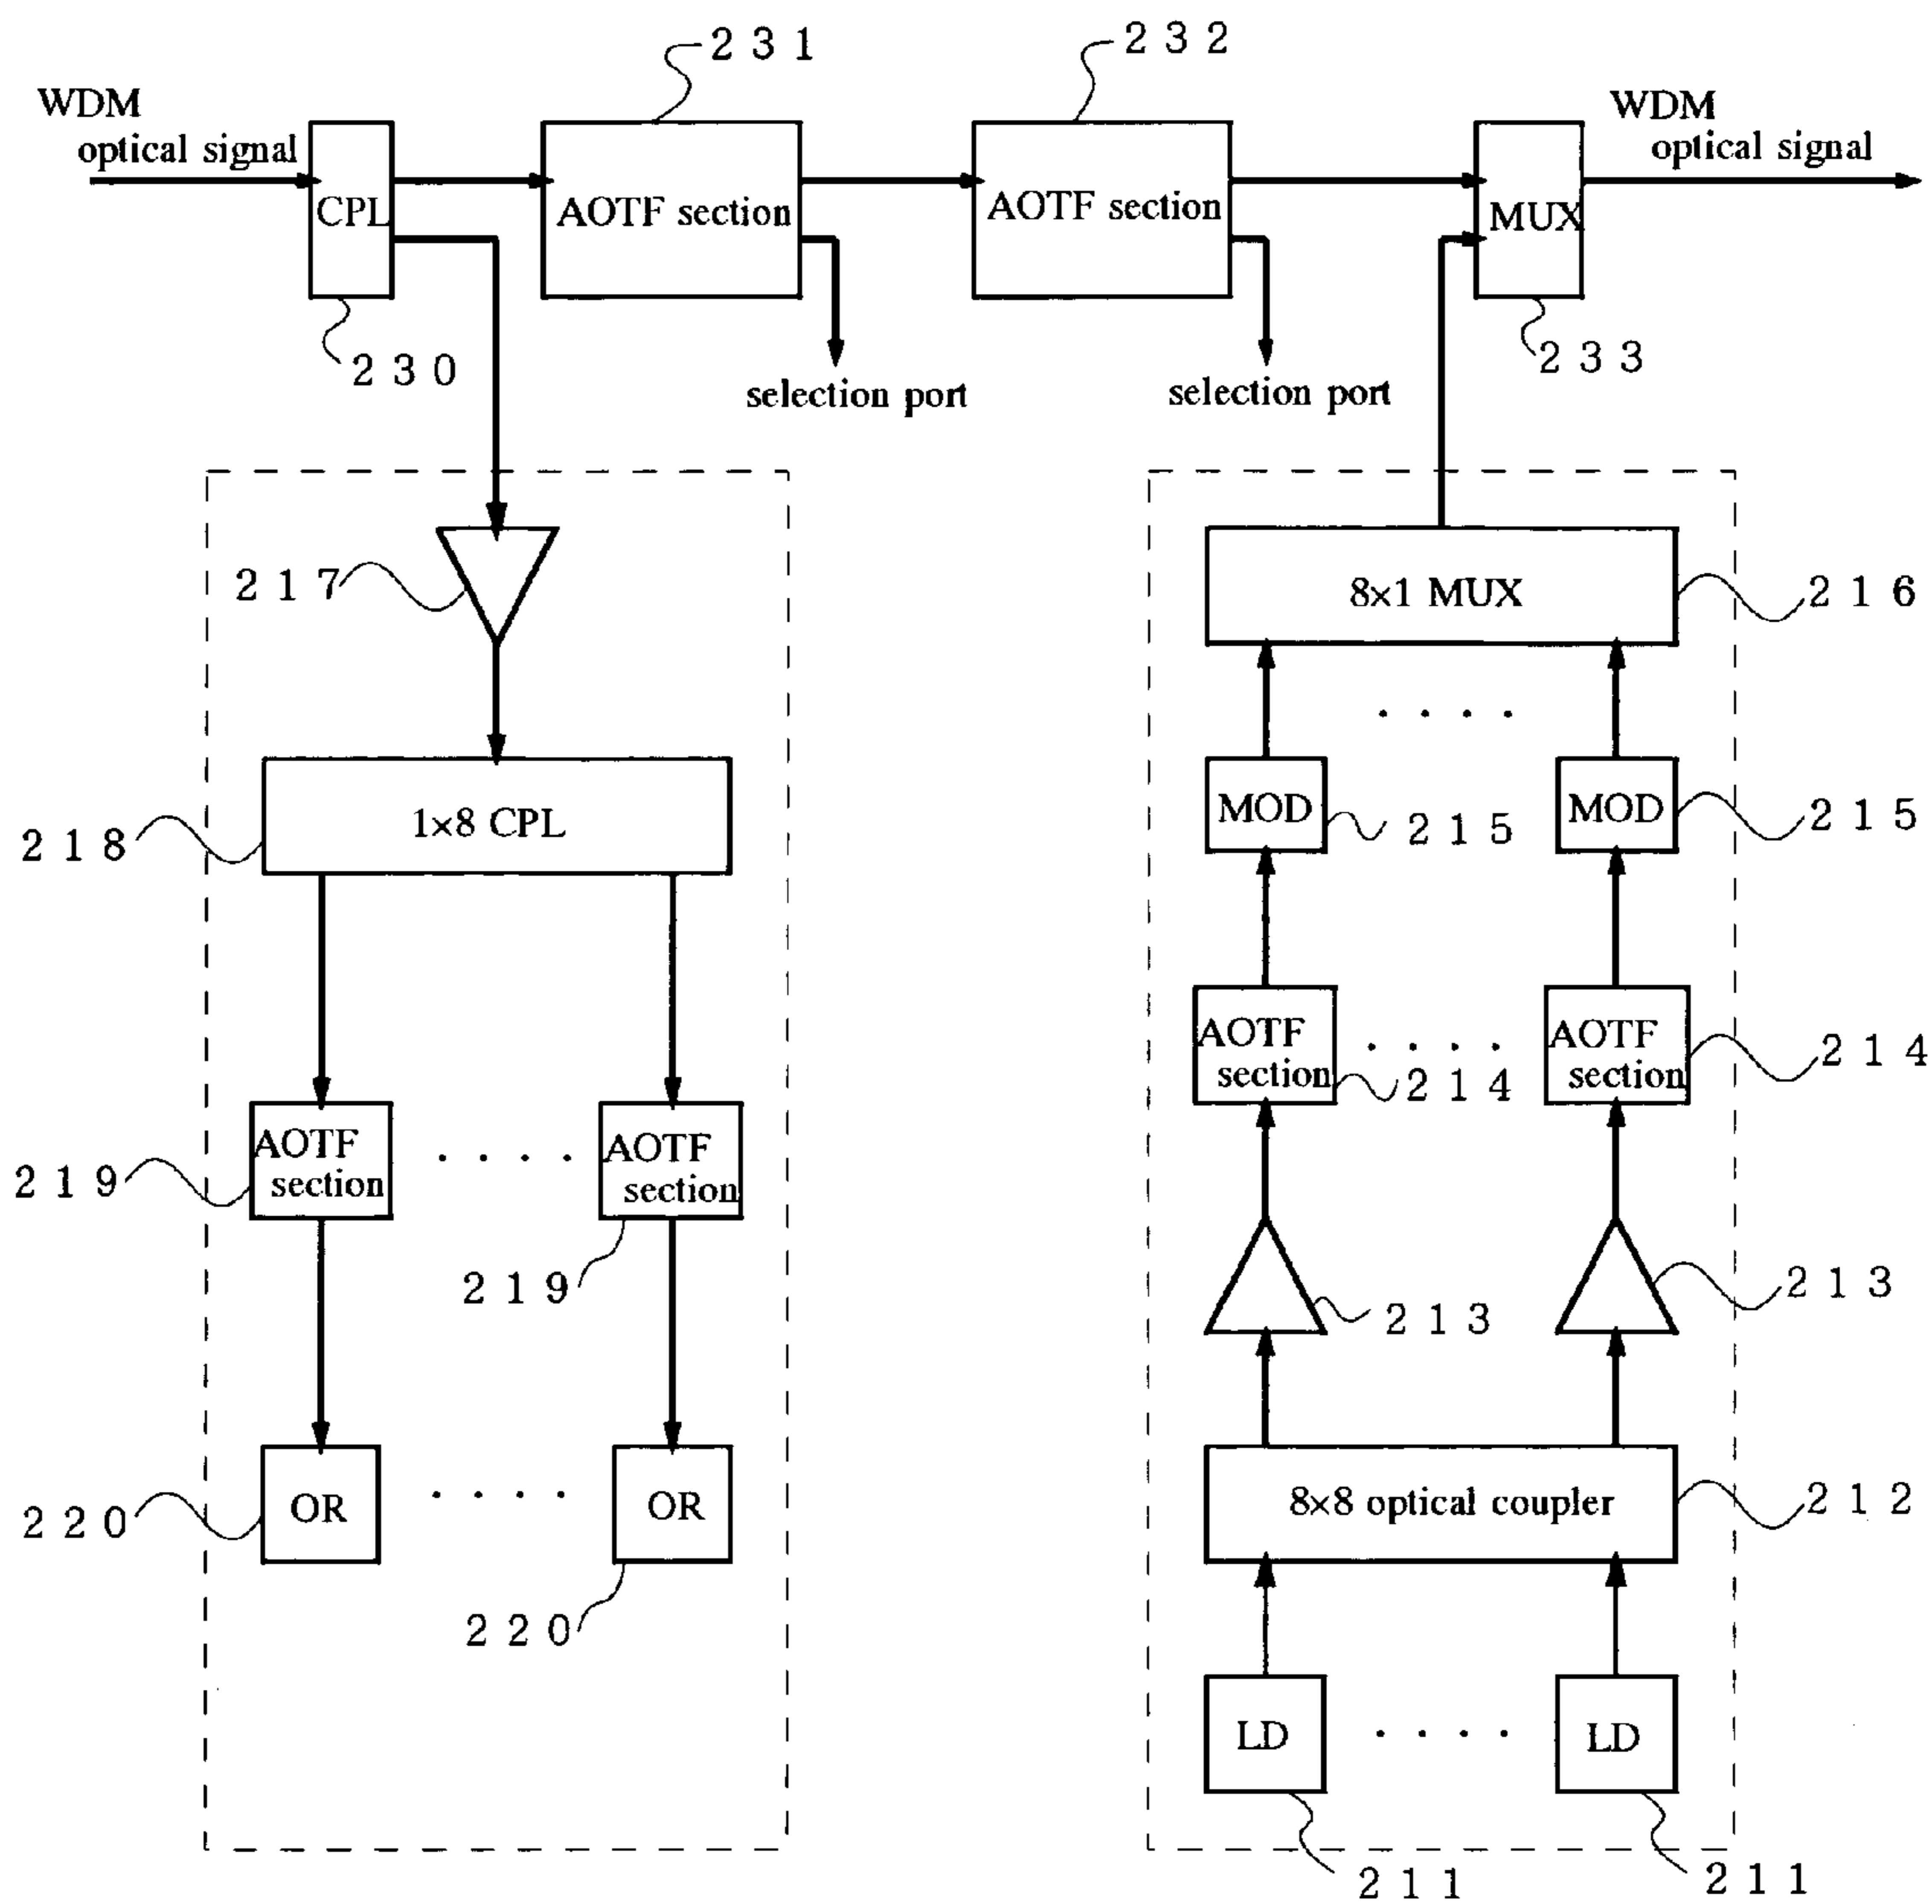 2 3 1
2 3 2
WDM
optical signal
WDM
optical signal
CPL
AOTF section
AOTF section
MUX
2 3 0
2 3 3
selection port
selection port
2 1 7
8×1 MUX
2 1 6
1×8 CPL
2 1 8
MOD
2 1 5
MOD
2 1 5
AOTF
section
2 1 4
AOTF
section
2 1 4
2 1 9
AOTF
section
AOTF
section
2 1 9
2 1 3
2 1 3
2 2 0
OR
OR
2 2 0
8×8 optical coupler
2 1 2
LD
LD
2 1 1
2 1 1